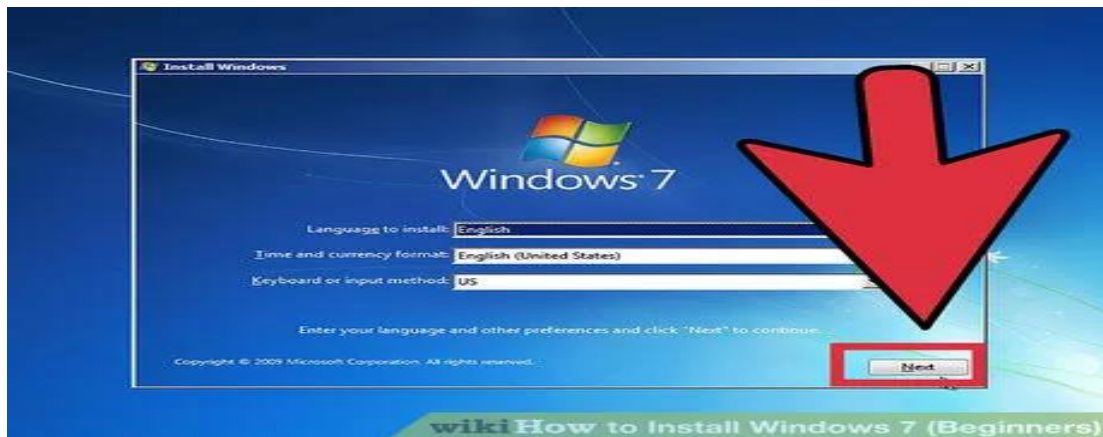 Install Windows
Windows 7
Language to install: English
Time and currency format: English (United States)
Keyboard or input method: US
Enter your language and other preferences and click "Next" to continue.
Copyright © 2009 Microsoft Corporation. All rights reserved.
Next
wikiHow to Install Windows 7 (Beginners)